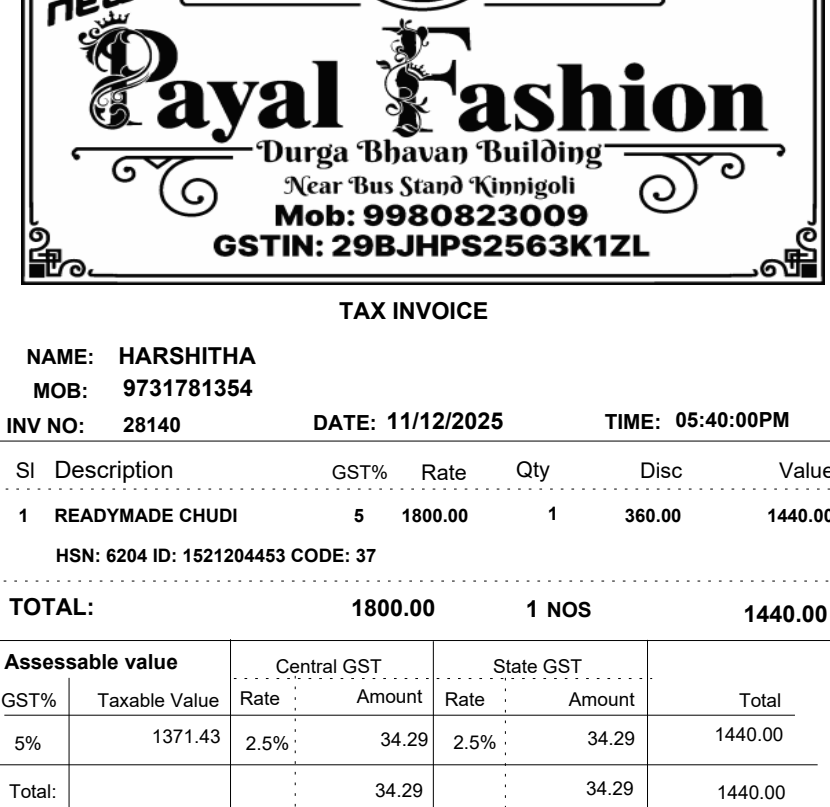 new
Payal Fashion
Durga Bhavan Building
Near Bus Stand Kinnigoli
Mob: 9980823009
GSTIN: 29BJHPS2563K1ZL
TAX INVOICE
NAME: HARSHITHA
MOB: 9731781354
INV NO: 28140 DATE: 11/12/2025 TIME: 05:40:00PM
Sl Description GST% Rate Qty Disc Value
1 READYMADE CHUDI 5 1800.00 1 360.00 1440.00
HSN: 6204 ID: 1521204453 CODE: 37
TOTAL: 1800.00 1 NOS 1440.00
Assessable value Central GST State GST
GST% Taxable Value Rate Amount Rate Amount Total
5% 1371.43 2.5% 34.29 2.5% 34.29 1440.00
Total: 34.29 34.29 1440.00